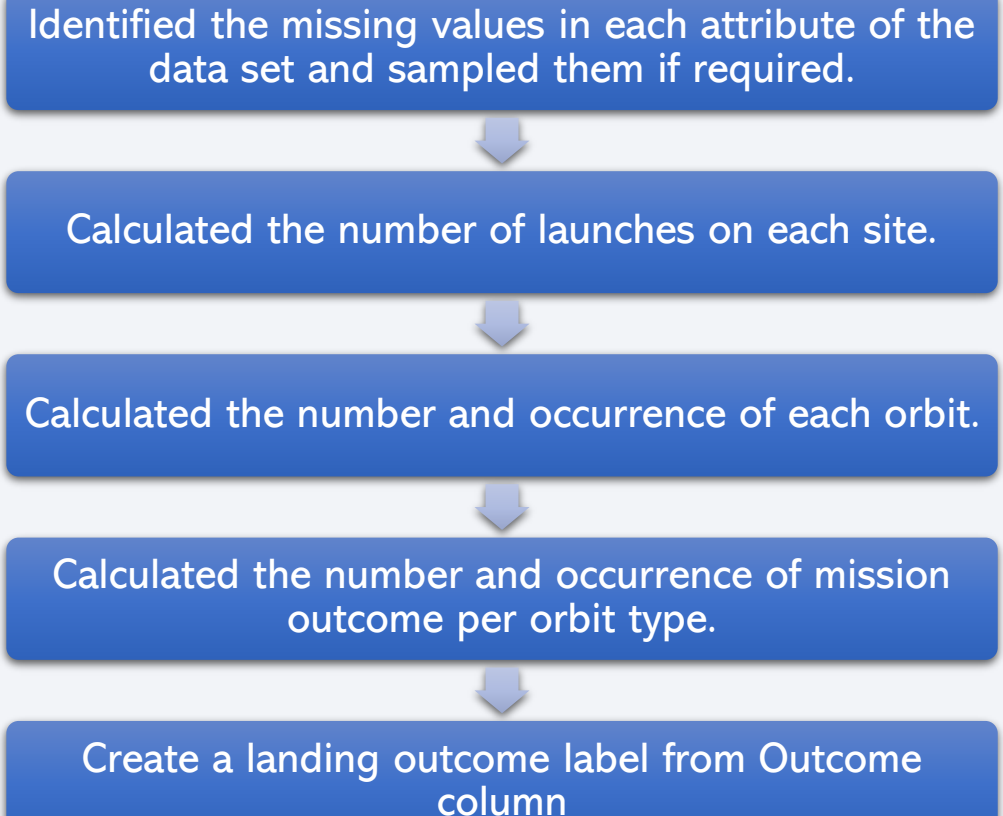 Identified the missing values in each attribute of the
data set and sampled them if required.
Calculated the number of launches on each site.
Calculated the number and occurrence of each orbit.
Calculated the number and occurrence of mission
outcome per orbit type.
Create a landing outcome label from Outcome
column